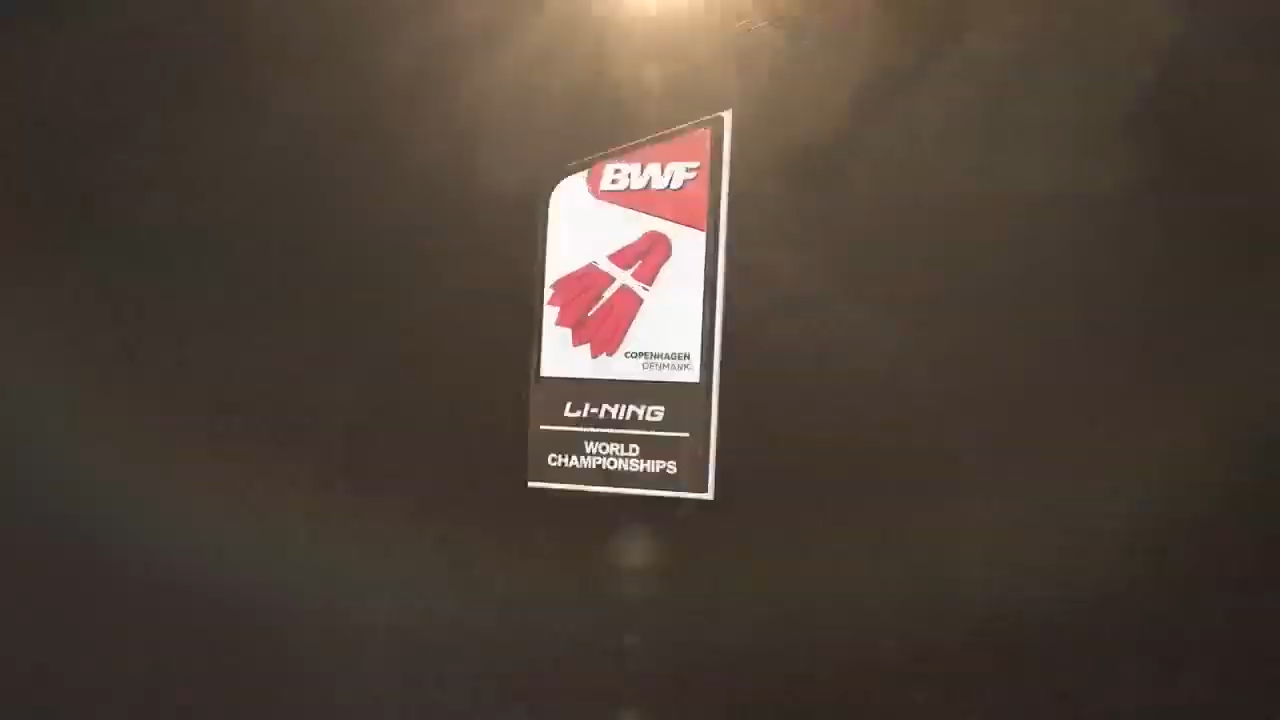 BWF
COPENHAGEN
DENMARK
LI-NING
WORLD
CHAMPIONSHIPS